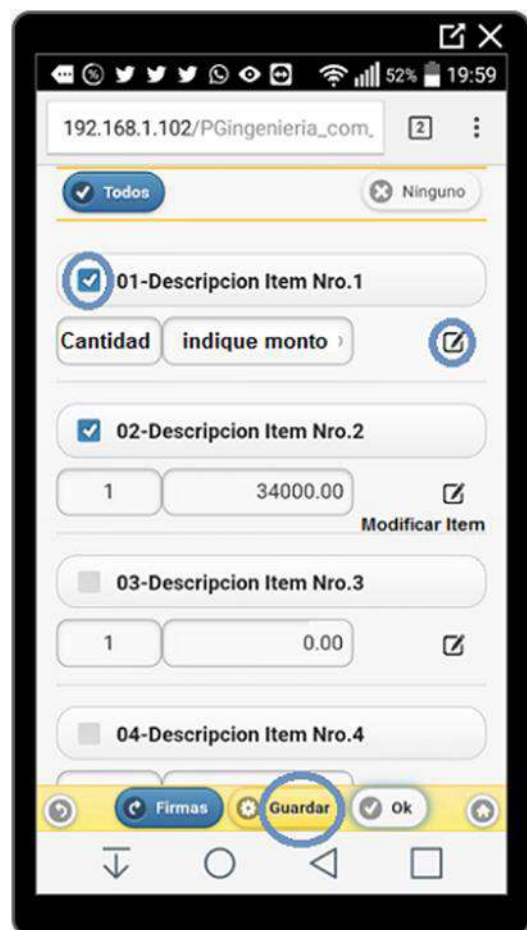 52% 19:59
192.168.1.102/PGingenieria_com_ 2
Todos Ninguno
01-Descripcion Item Nro.1
Cantidad indique monto
02-Descripcion Item Nro.2
1 34000.00
Modificar Item
03-Descripcion Item Nro.3
1 0.00
04-Descripcion Item Nro.4
Firmas Guardar Ok